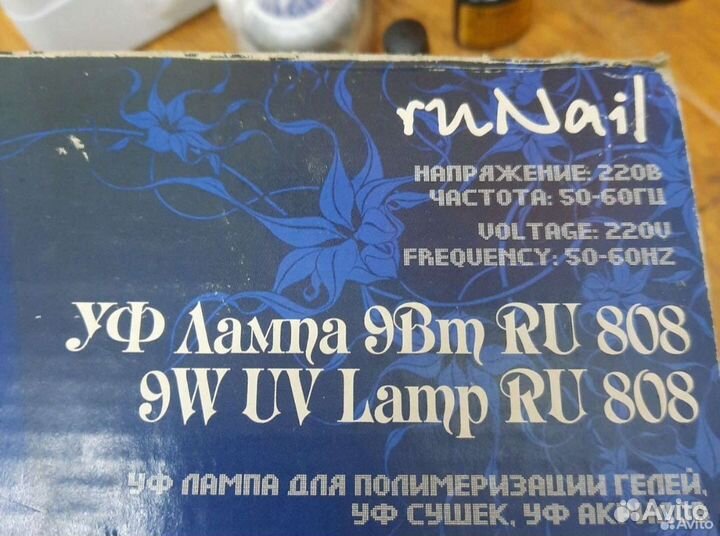 ruNail
НАПРЯЖЕНИЕ: 220В
ЧАСТОТА: 50-60ГЦ
VOLTAGE: 220V
FREQUENCY: 50-60HZ
УФ Лампа 9Вт RU 808
9W UV Lamp RU 808
УФ ЛАМПА ДЛЯ ПОЛИМЕРИЗАЦИИ ГЕЛЕЙ,
УФ СУШЕК, УФ
Avito
Avito